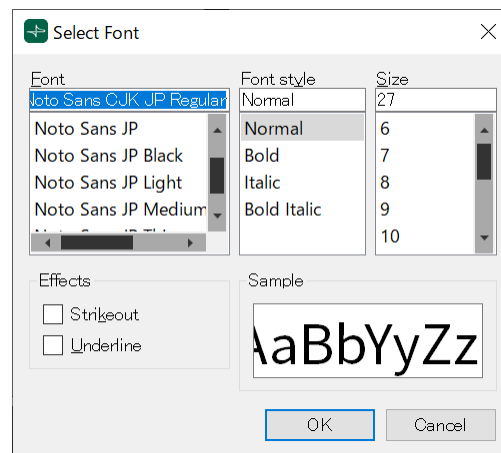 Select Font
Font
Font style
Size
Noto Sans CJK JP Regular
Normal
27
Noto Sans JP
Noto Sans JP Black
Noto Sans JP Light
Noto Sans JP Medium
Normal
Bold
Italic
Bold Italic
6
7
8
9
10
Effects
Strikeout
Underline
Sample
AaBbYyZz
OK
Cancel